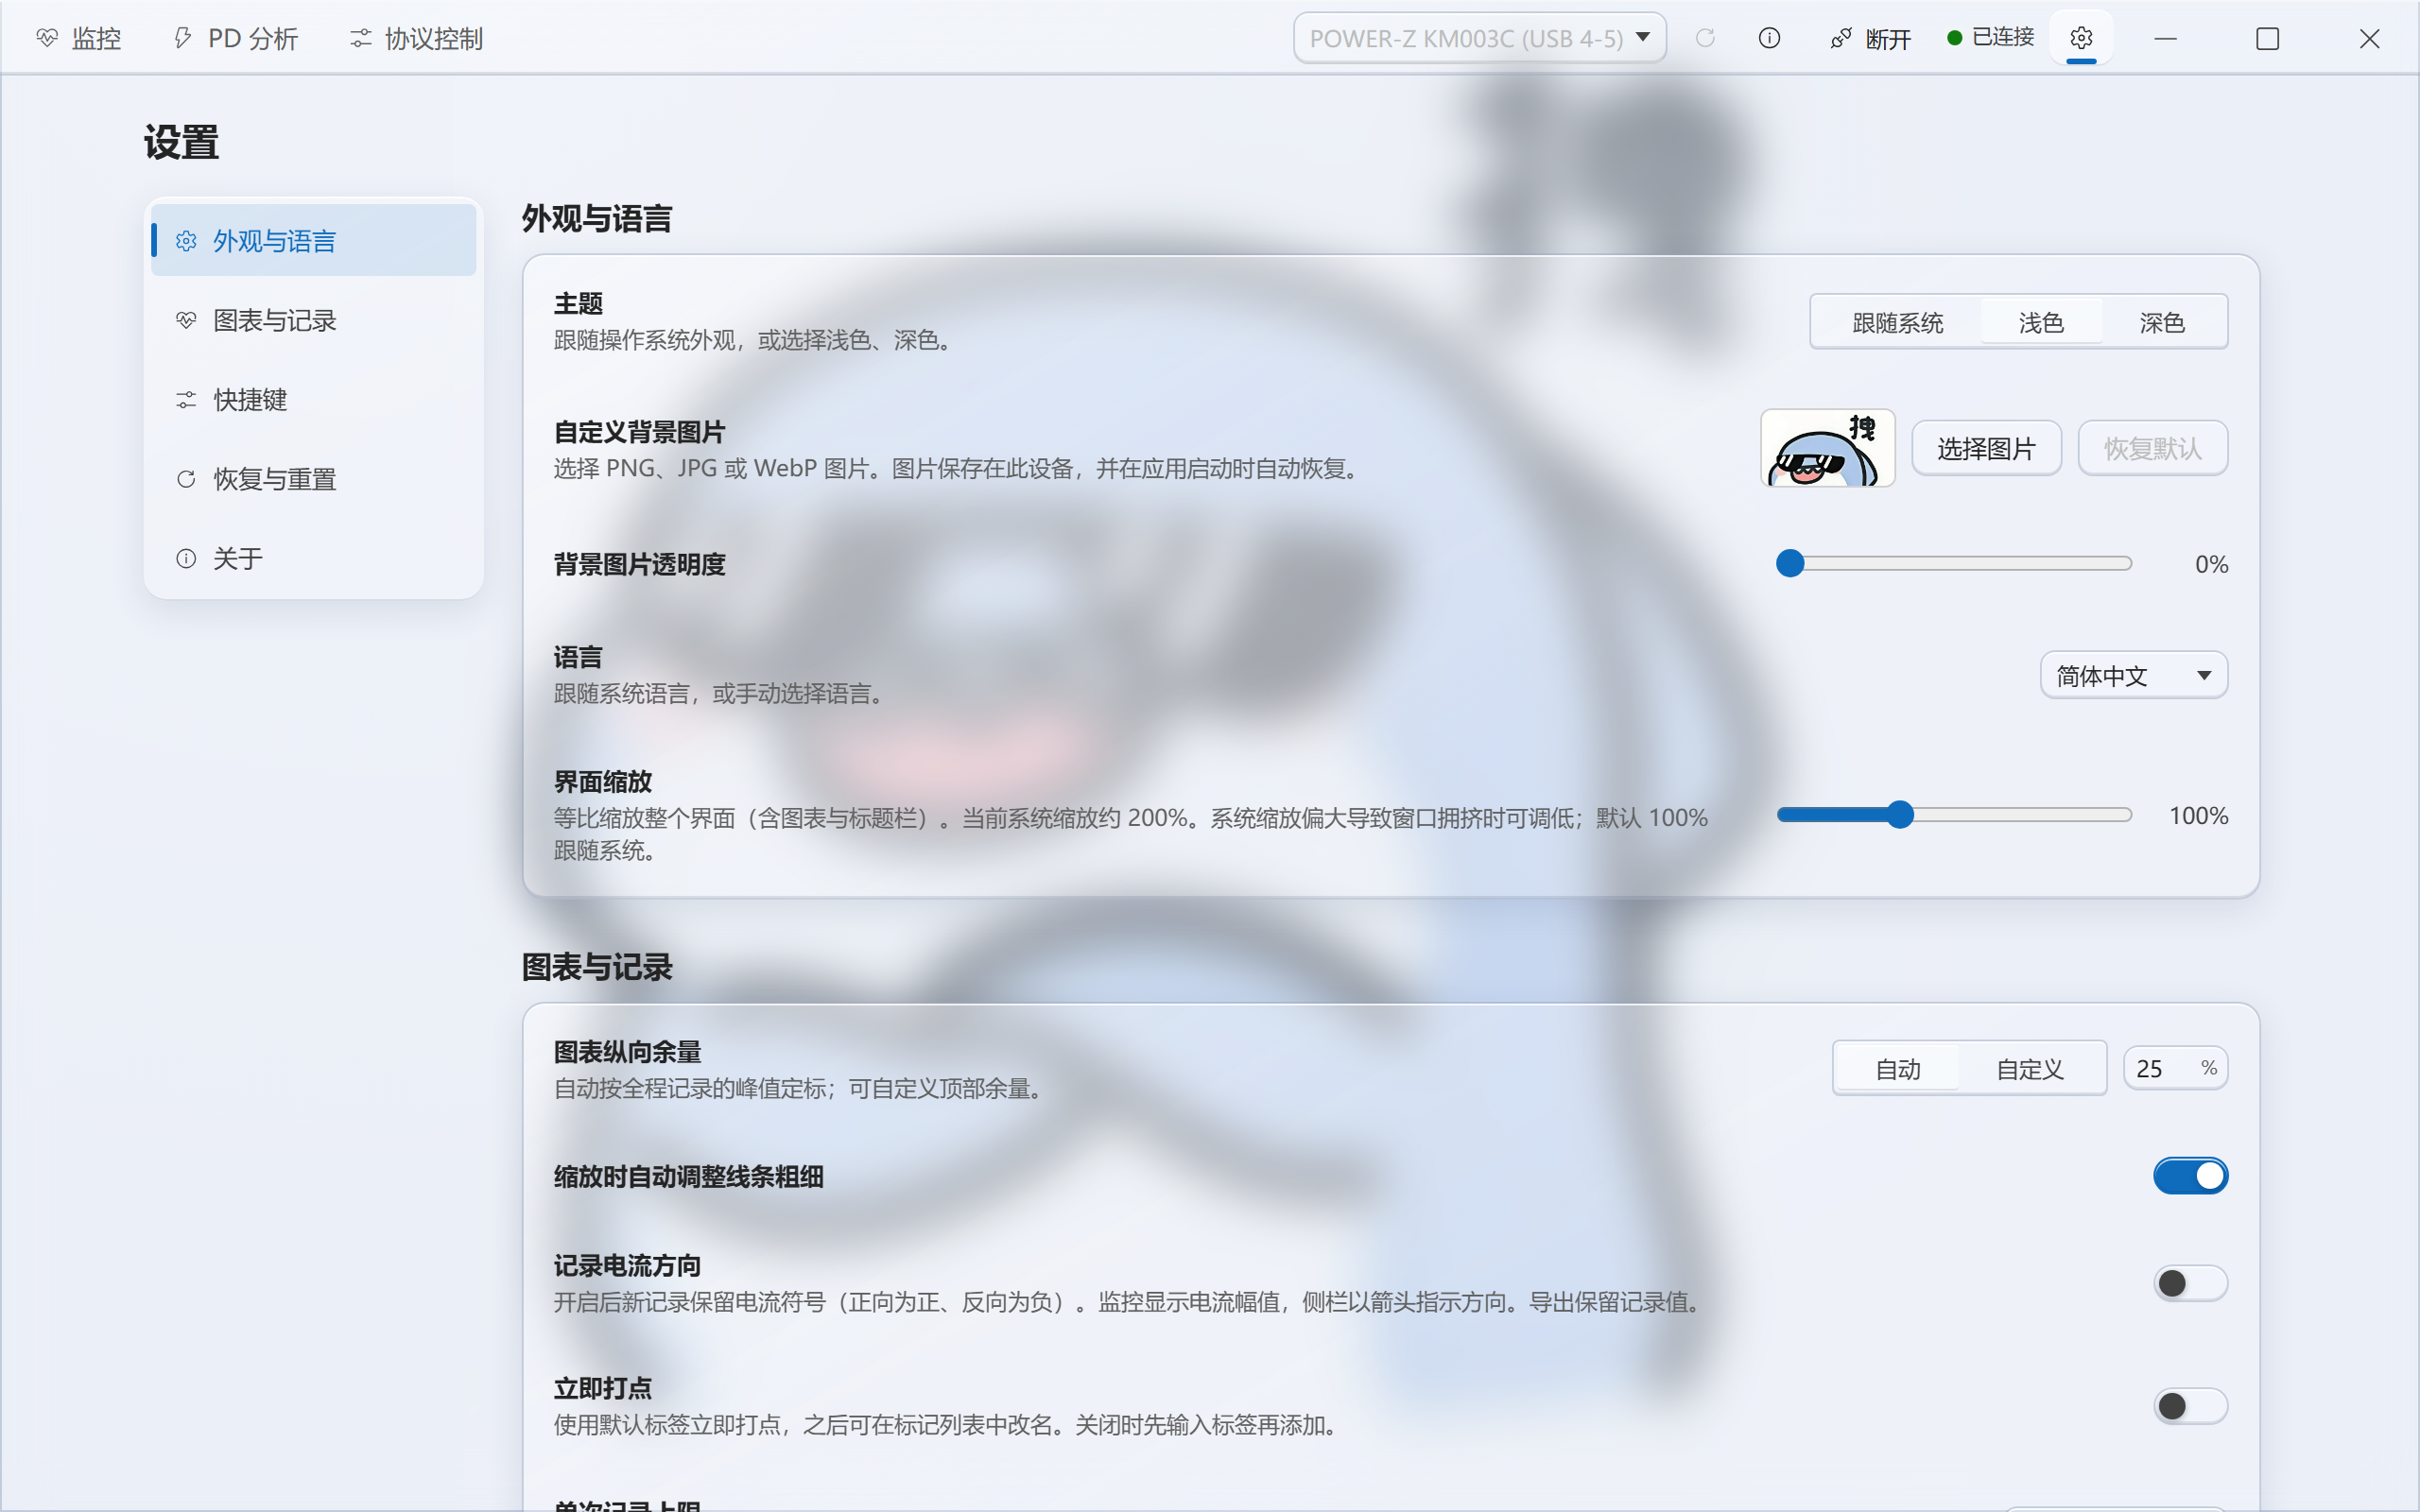 监控
PD 分析
协议控制
POWER-Z KM003C (USB 4-5)
断开
已连接
设置
外观与语言
图表与记录
快捷键
恢复与重置
关于
外观与语言
主题
跟随操作系统外观，或选择浅色、深色。
跟随系统
浅色
深色
自定义背景图片
选择 PNG、JPG 或 WebP 图片。图片保存在此设备，并在应用启动时自动恢复。
拽
选择图片
恢复默认
背景图片透明度
0%
语言
跟随系统语言，或手动选择语言。
简体中文
界面缩放
等比缩放整个界面（含图表与标题栏）。当前系统缩放约 200%。系统缩放偏大导致窗口拥挤时可调低；默认 100%
跟随系统。
100%
图表与记录
图表纵向余量
自动按全程记录的峰值定标；可自定义顶部余量。
自动
自定义
25 %
缩放时自动调整线条粗细
记录电流方向
开启后新记录保留电流符号（正向为正、反向为负）。监控显示电流幅值，侧栏以箭头指示方向。导出保留记录值。
立即打点
使用默认标签立即打点，之后可在标记列表中改名。关闭时先输入标签再添加。
单次记录上限